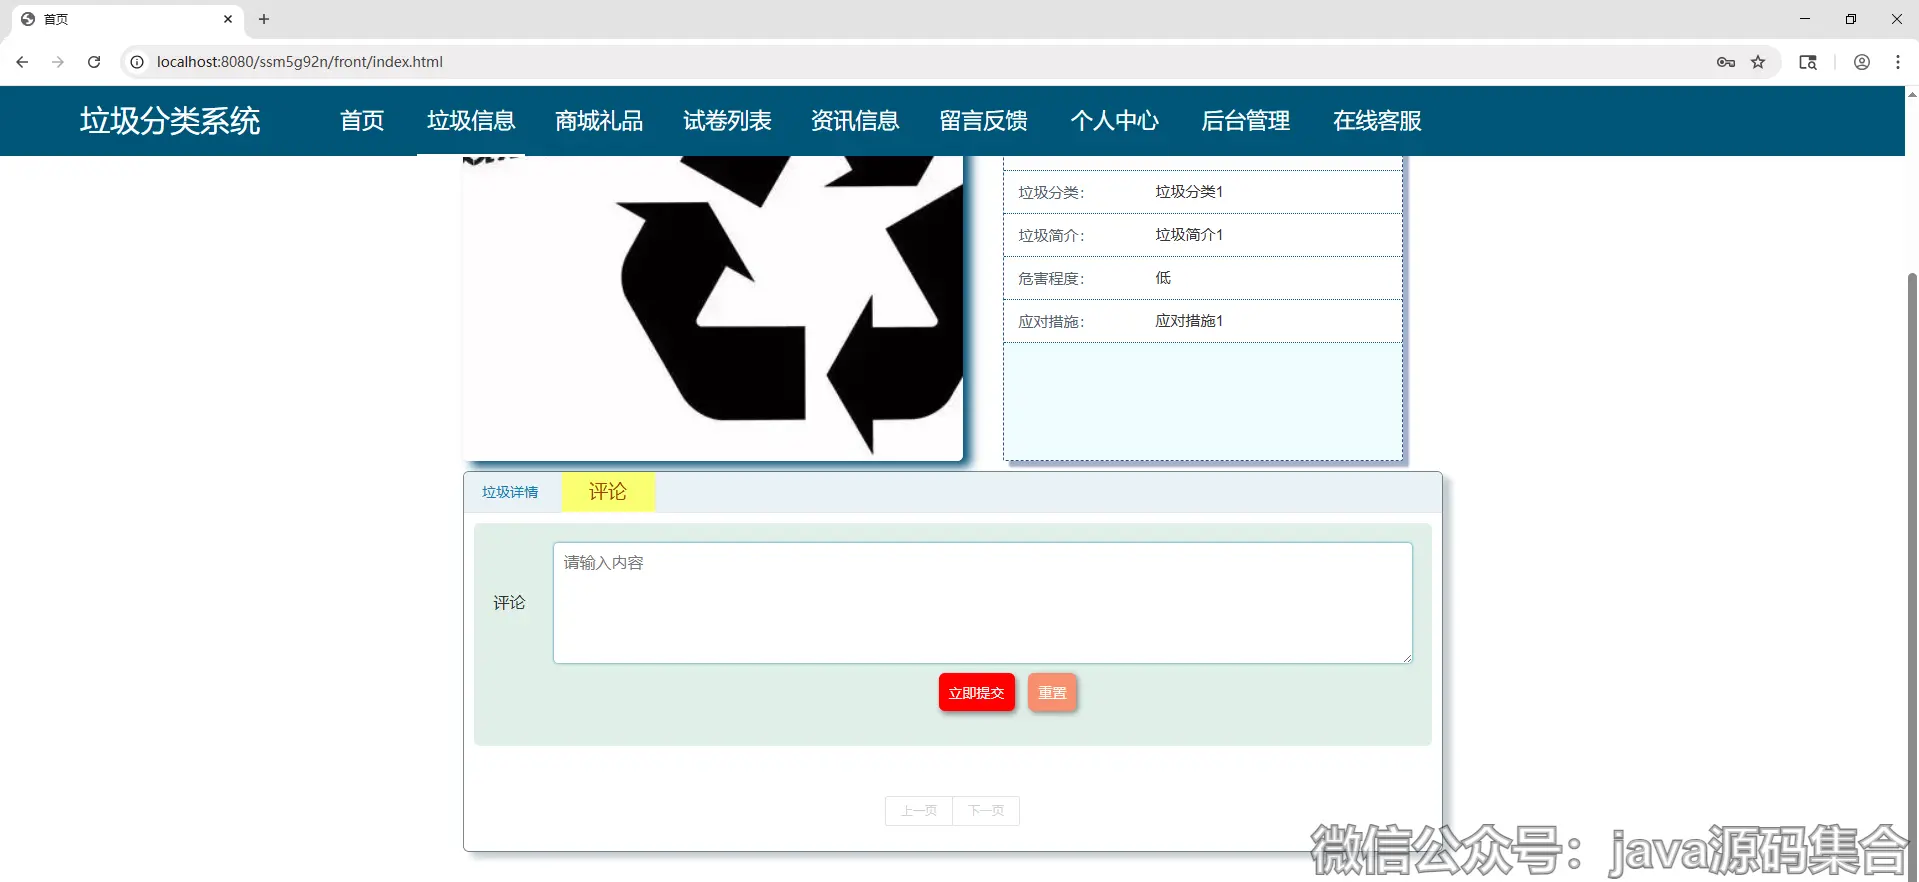 首页
localhost:8080/ssm5g92n/front/index.html
垃圾分类系统 首页 垃圾信息 商城礼品 试卷列表 资讯信息 留言反馈 个人中心 后台管理 在线客服
垃圾分类： 垃圾分类1
垃圾简介： 垃圾简介1
危害程度： 低
应对措施： 应对措施1
垃圾详情 评论
请输入内容
评论
立即提交 重置
上一页 下一页
微信公众号：java源码集合